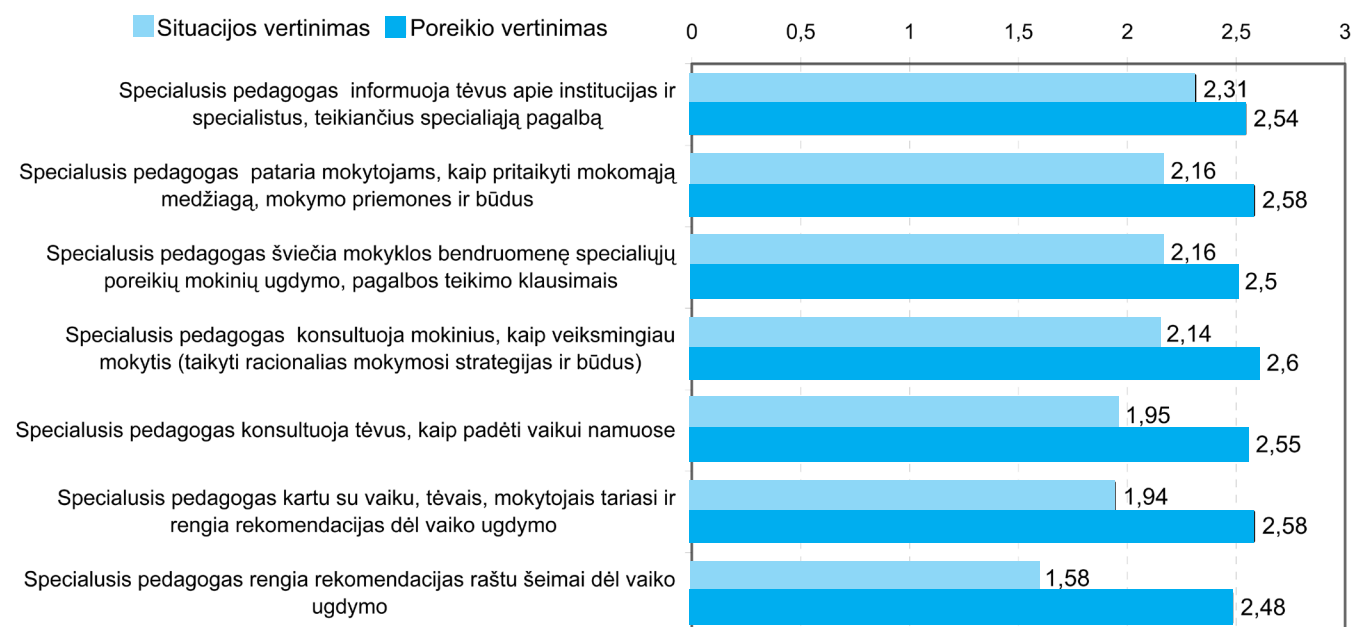 Situacijos vertinimas Poreikio vertinimas
0 0,5 1 1,5 2 2,5 3
Specialusis pedagogas informuoja tėvus apie institucijas ir
specialistus, teikiančius specialiąją pagalbą
2,31
2,54
Specialusis pedagogas pataria mokytojams, kaip pritaikyti mokomąją
medžiagą, mokymo priemones ir būdus
2,16
2,58
Specialusis pedagogas šviečia mokyklos bendruomenę specialiųjų
poreikių mokinių ugdymo, pagalbos teikimo klausimais
2,16
2,5
Specialusis pedagogas konsultuoja mokinius, kaip veiksmingiau
mokytis (taikyti racionalias mokymosi strategijas ir būdus)
2,14
2,6
Specialusis pedagogas konsultuoja tėvus, kaip padėti vaikui namuose
1,95
2,55
Specialusis pedagogas kartu su vaiku, tėvais, mokytojais tariasi ir
rengia rekomendacijas dėl vaiko ugdymo
1,94
2,58
Specialusis pedagogas rengia rekomendacijas raštu šeimai dėl vaiko
ugdymo
1,58
2,48